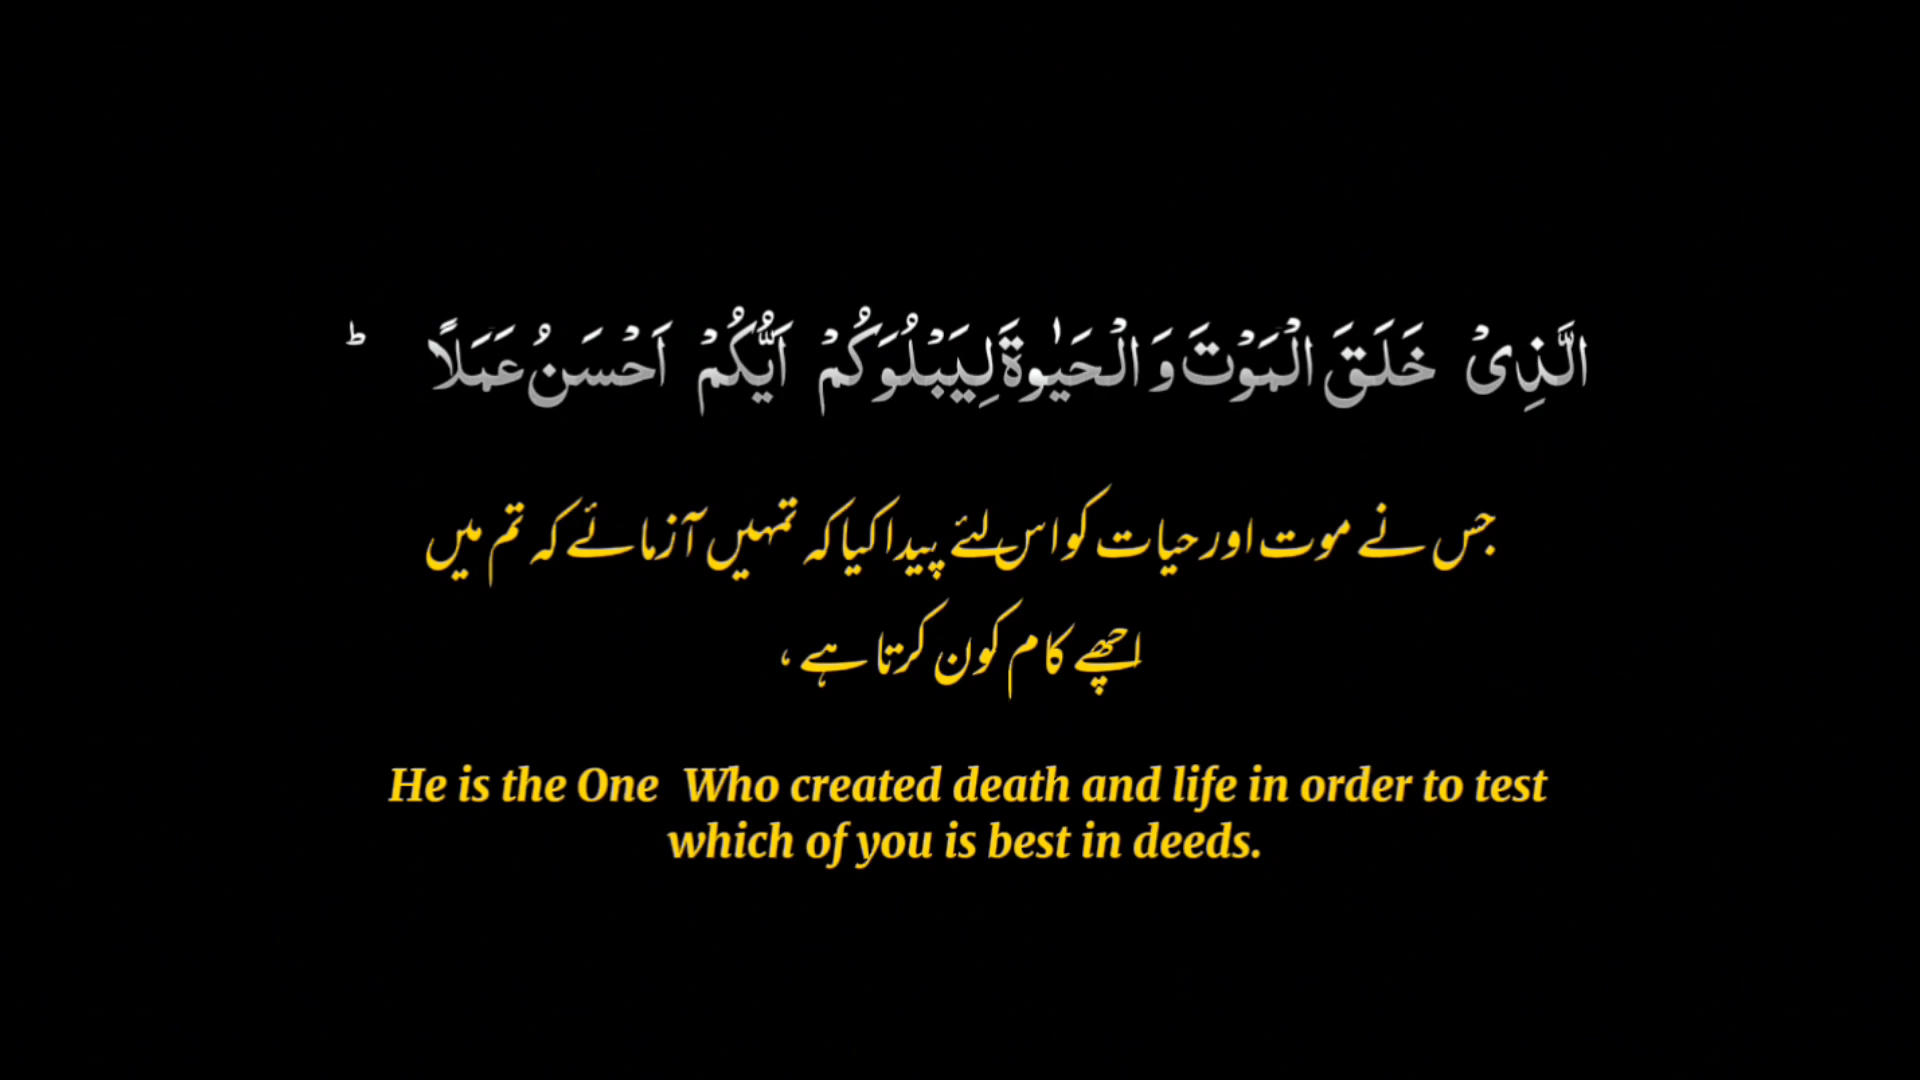 الَّذِیْ خَلَقَ الْمَوْتَ وَ الْحَیٰوةَ لِیَبْلُوَكُمْ اَیُّكُمْ اَحْسَنُ عَمَلًاؕ
جس نے موت اور حیات کو اس لئے پیدا کیا کہ تمہیں آزمائے کہ تم میں
اچھے کام کون کرتا ہے ،
He is the One Who created death and life in order to test
which of you is best in deeds.